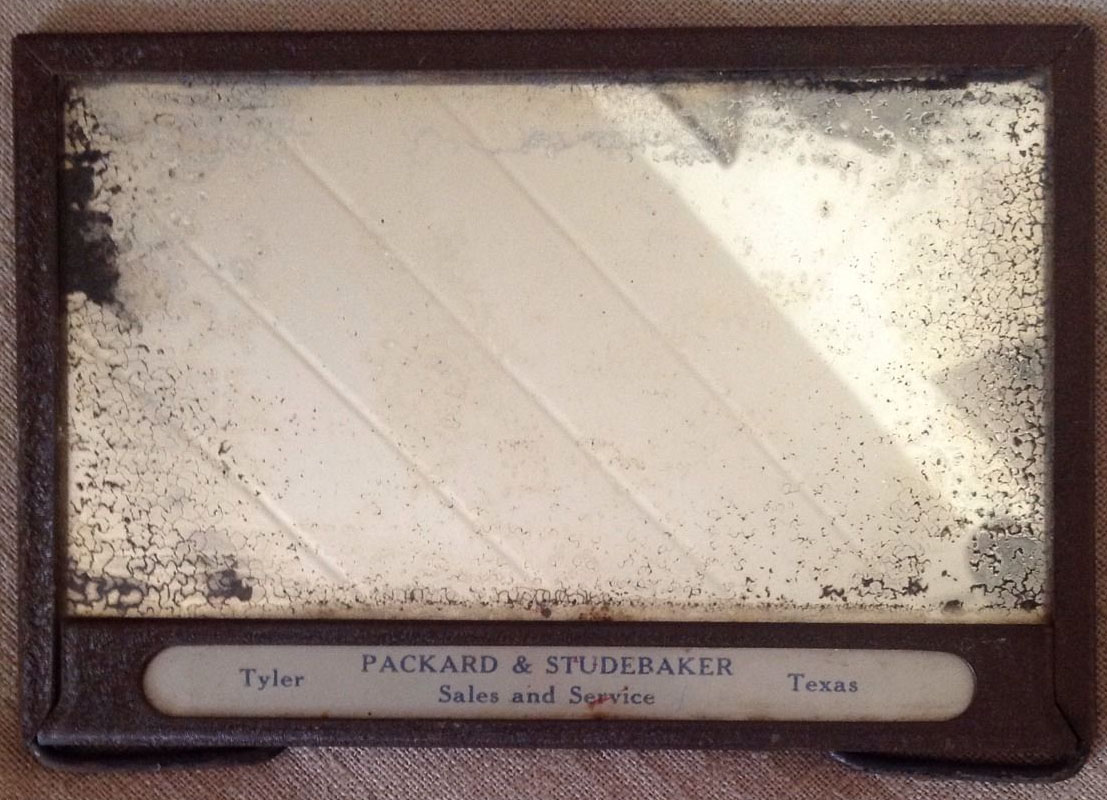 PACKARD & STUDEBAKER
Tyler Sales and Service Texas